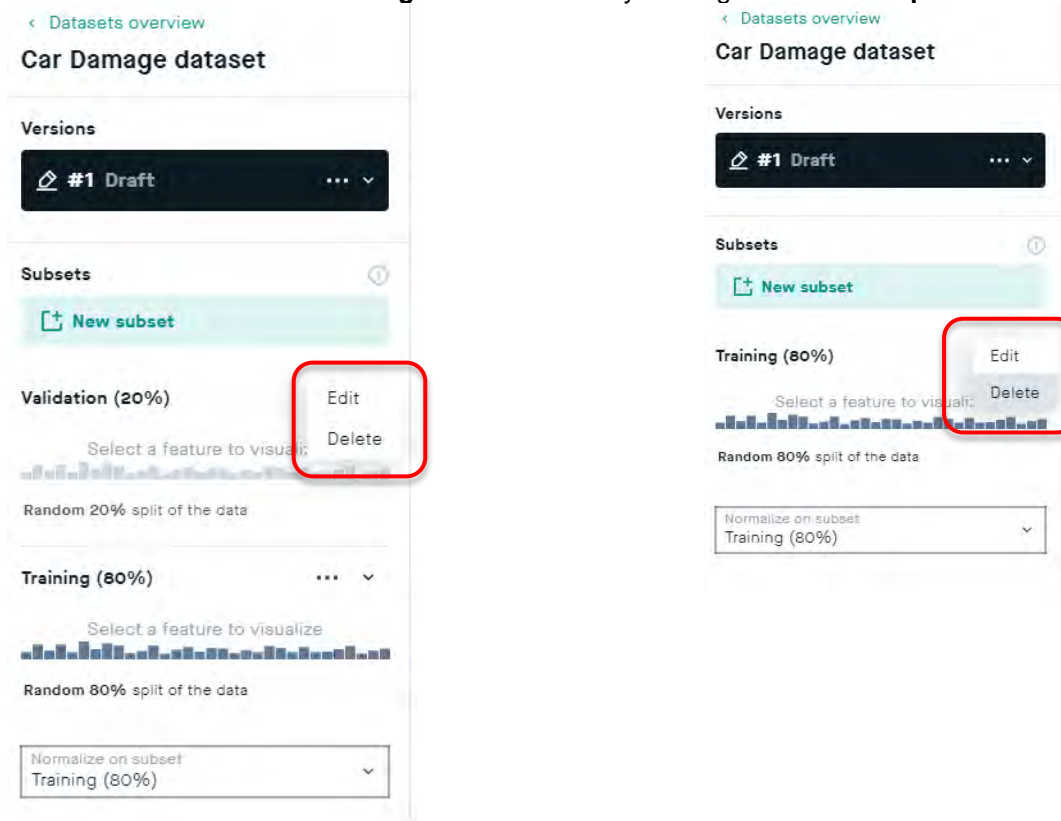 ‹ Datasets overview
Car Damage dataset
Versions
#1 Draft
Subsets
New subset
Validation (20%)
Edit
Delete
Select a feature to visuali
Random 20% split of the data
Training (80%)
Select a feature to visualize
Random 80% split of the data
Normalize on subset
Training (80%)
‹ Datasets overview
Car Damage dataset
Versions
#1 Draft
Subsets
New subset
Training (80%)
Edit
Delete
Select a feature to visuali
Random 80% split of the data
Normalize on subset
Training (80%)